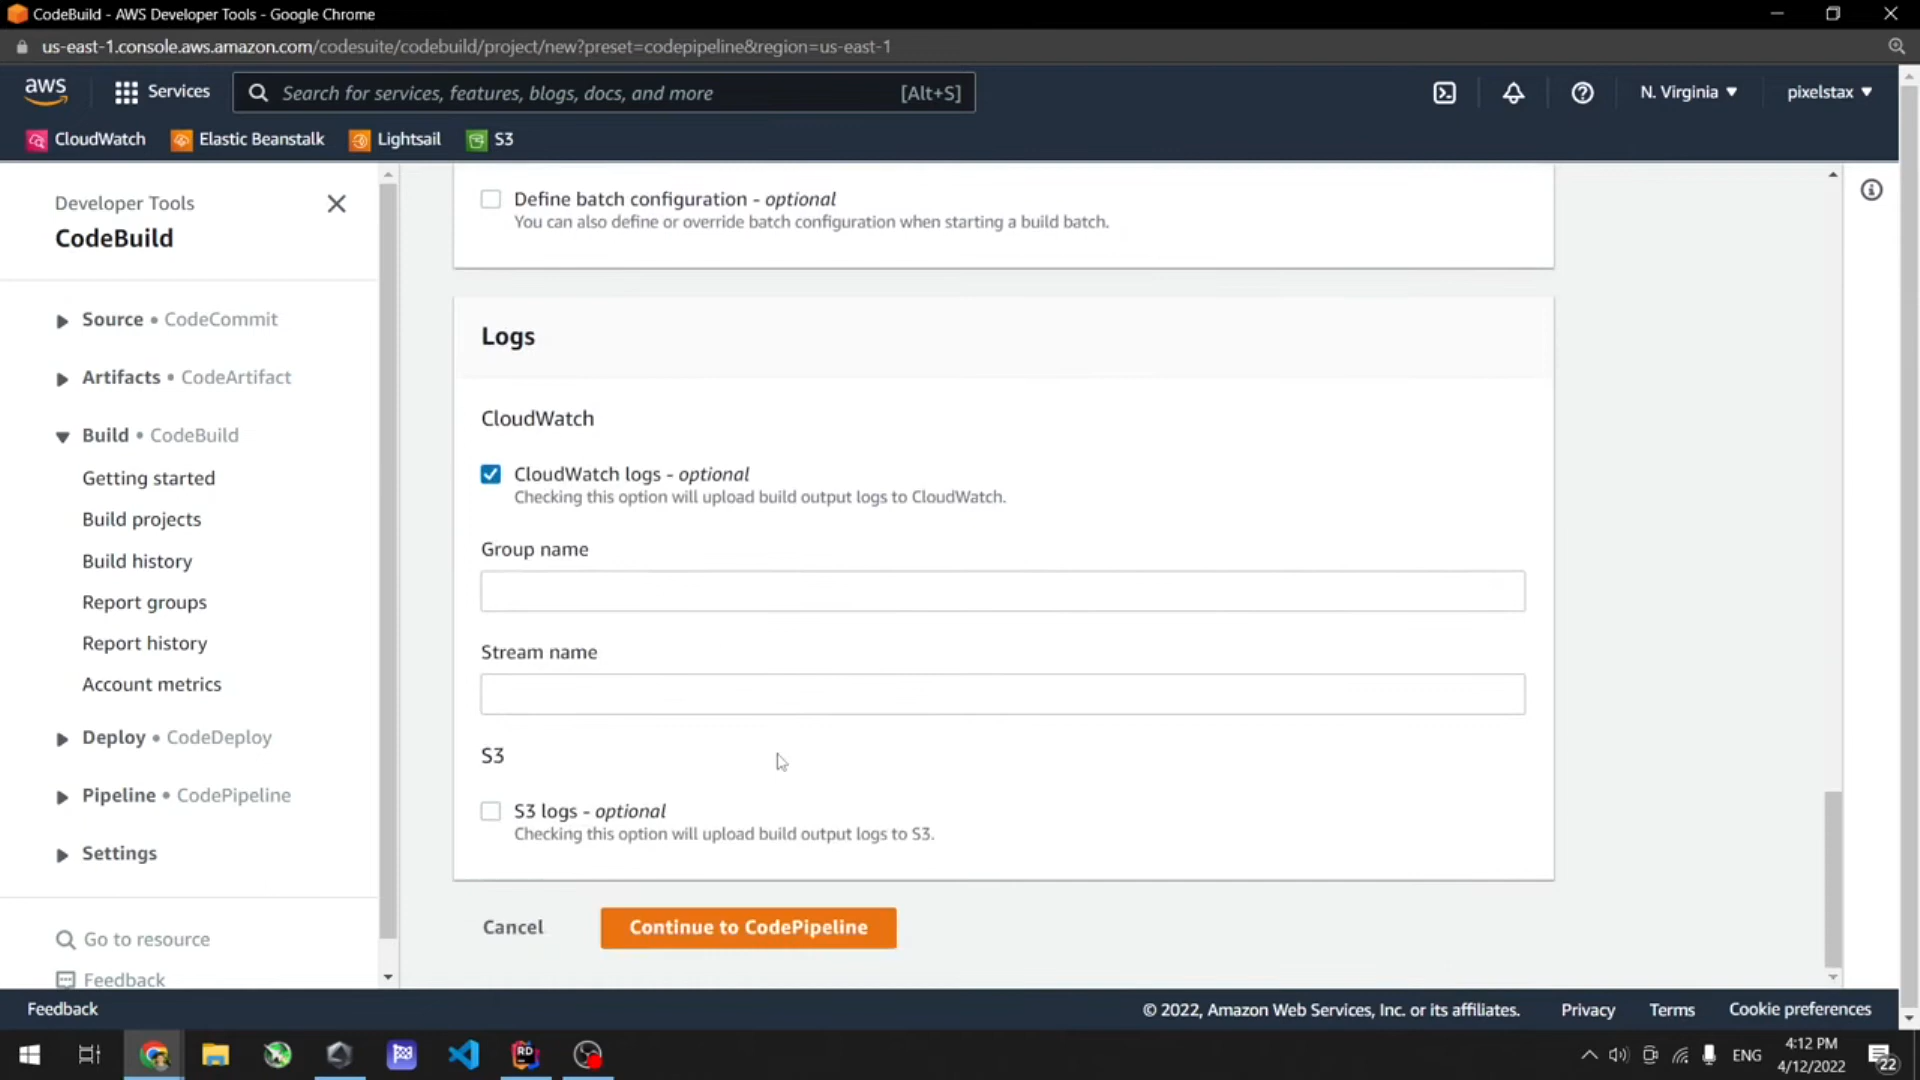 CodeBuild - AWS Developer Tools - Google Chrome
us-east-1.console.aws.amazon.com/codesuite/codebuild/project/new?preset=codepipeline&region=us-east-1
aws
Services
Search for services, features, blogs, docs, and more
[Alt+S]
N. Virginia
pixelstax
CloudWatch
Elastic Beanstalk
Lightsail
S3
Developer Tools
CodeBuild
Source • CodeCommit
Artifacts • CodeArtifact
Build • CodeBuild
Getting started
Build projects
Build history
Report groups
Report history
Account metrics
Deploy • CodeDeploy
Pipeline • CodePipeline
Settings
Go to resource
Feedback
Define batch configuration - optional
You can also define or override batch configuration when starting a build batch.
Logs
CloudWatch
CloudWatch logs - optional
Checking this option will upload build output logs to CloudWatch.
Group name
Stream name
S3
S3 logs - optional
Checking this option will upload build output logs to S3.
Cancel
Continue to CodePipeline
Feedback
© 2022, Amazon Web Services, Inc. or its affiliates.
Privacy
Terms
Cookie preferences
RD
ENG
4:12 PM
4/12/2022
22